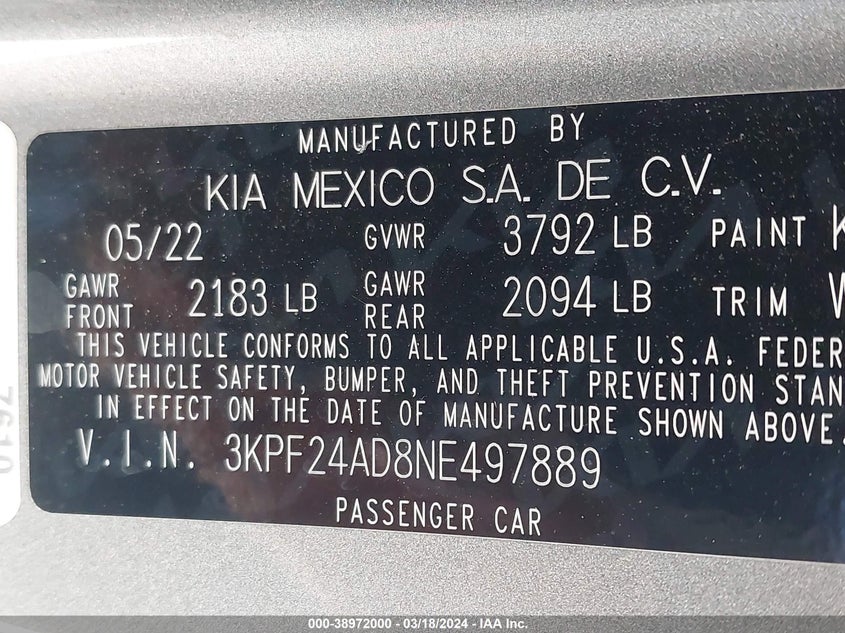 MANUFACTURED BY
KIA MEXICO S.A. DE C.V.
05/22 GVWR 3792 LB PAINT K
GAWR FRONT 2183 LB GAWR REAR 2094 LB TRIM
THIS VEHICLE CONFORMS TO ALL APPLICABLE U.S.A. FEDER
MOTOR VEHICLE SAFETY, BUMPER, AND THEFT PREVENTION STAN
IN EFFECT ON THE DATE OF MANUFACTURE SHOWN ABOVE.
V.I.N. 3KPF24AD8NE497889
PASSENGER CAR
000-38972000 - 03/18/2024 - IAA Inc.